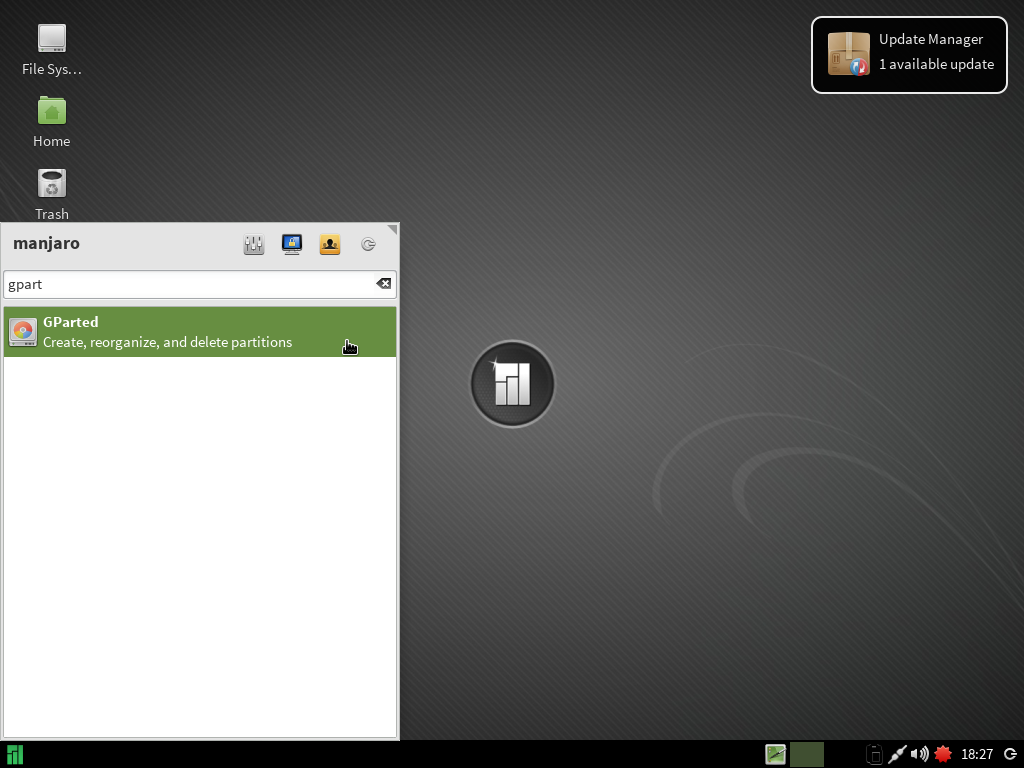 File Sys...
Home
Trash
Update Manager
1 available update
manjaro
gpart
GParted
Create, reorganize, and delete partitions
18:27